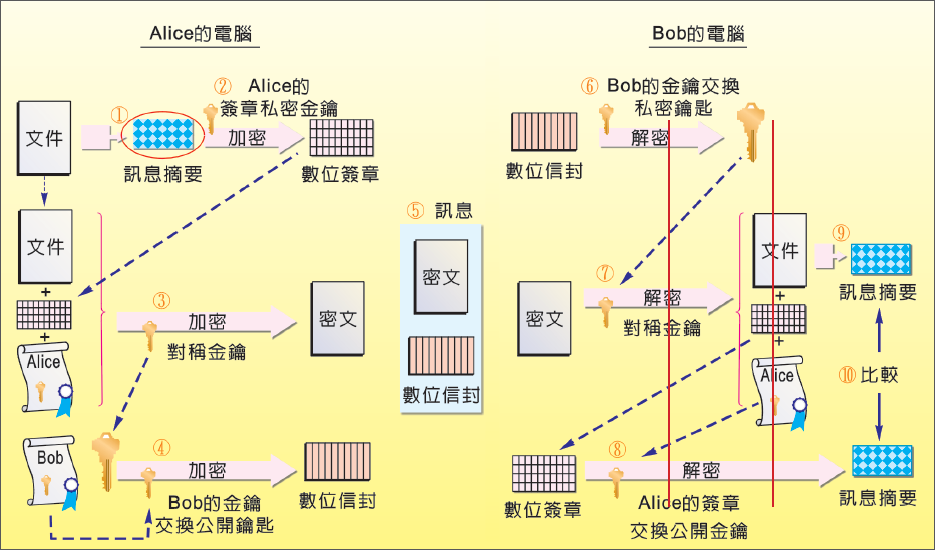 Alice的電腦
Bob的電腦
文件
①
訊息摘要
② Alice的
簽章私密金鑰
加密
數位簽章
文件
+
+
Alice
③
加密
對稱金鑰
密文
Bob
④
加密
Bob的金鑰
交換公開鑰匙
數位信封
⑤ 訊息
密文
數位信封
數位信封
⑥ Bob的金鑰交換
私密鑰匙
解密
密文
⑦
解密
對稱金鑰
文件
+
+
Alice
⑨
訊息摘要
⑩比較
數位簽章
⑧
解密
Alice的簽章
交換公開金鑰
訊息摘要